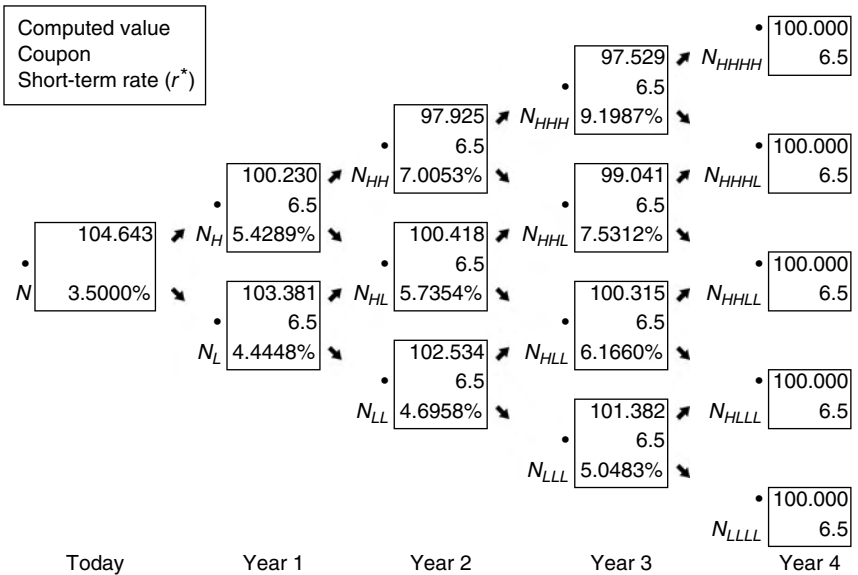 Computed value
Coupon
Short-term rate (r*)
• 100.000
N_HHHH 6.5
97.529
• 6.5
N_HHH 9.1987%
97.925
• 6.5
N_HH 7.0053%
• 100.000
N_HHHL 6.5
100.230
• 6.5
N_H 5.4289%
99.041
• 6.5
N_HHL 7.5312%
104.643
•
N 3.5000%
100.418
• 6.5
N_HL 5.7354%
• 100.000
N_HHLL 6.5
103.381
• 6.5
N_L 4.4448%
100.315
• 6.5
N_HLL 6.1660%
102.534
• 6.5
N_LL 4.6958%
• 100.000
N_HLLL 6.5
101.382
• 6.5
N_LLL 5.0483%
• 100.000
N_LLLL 6.5
Today Year 1 Year 2 Year 3 Year 4